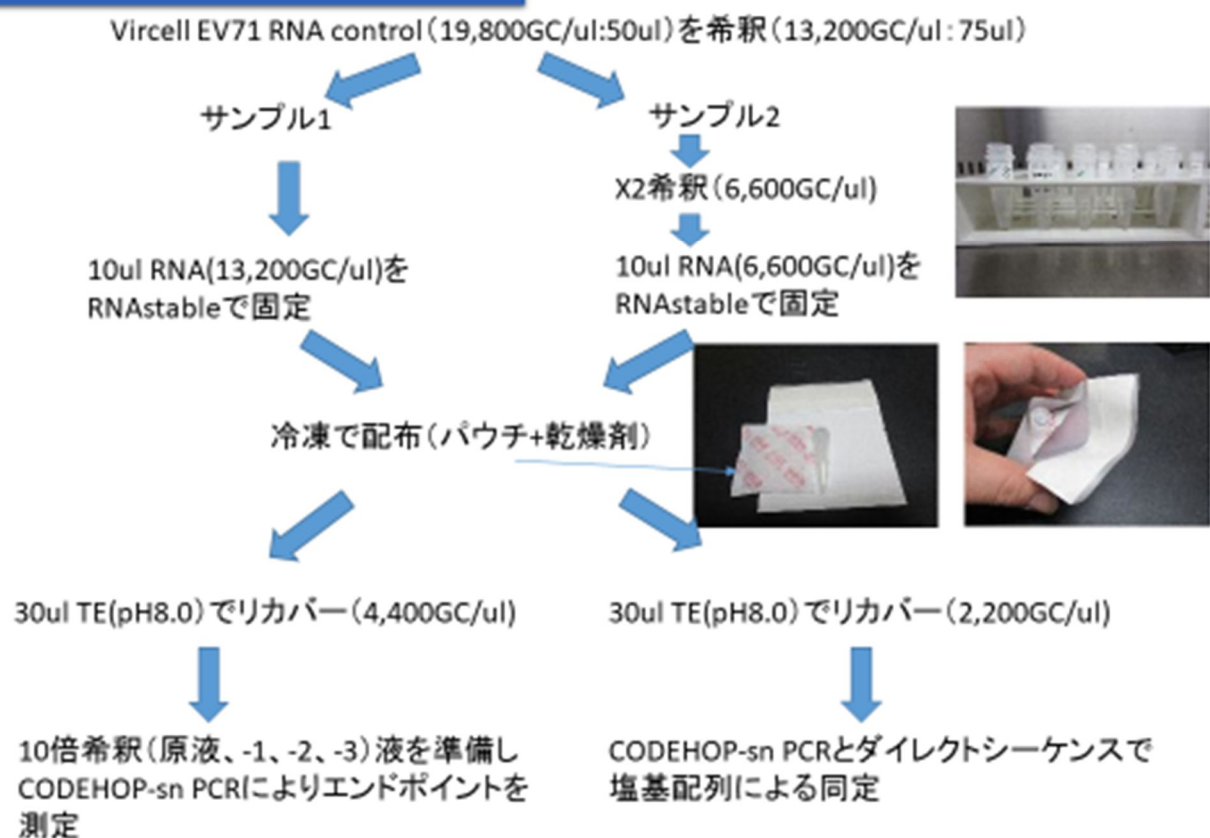 Vircell EV71 RNA control（19,800GC/ul:50ul）を希釈（13,200GC/ul：75ul）
サンプル1
サンプル2
X2希釈（6,600GC/ul)
10ul RNA(13,200GC/ul)を
RNAstableで固定
10ul RNA(6,600GC/ul)を
RNAstableで固定
冷凍で配布（パウチ+乾燥剤）
30ul TE(pH8.0）でリカバー（4,400GC/ul)
30ul TE(pH8.0）でリカバー（2,200GC/ul)
10倍希釈（原液、-1、-2、-3）液を準備し
CODEHOP-sn PCRによりエンドポイントを
測定
CODEHOP-sn PCRとダイレクトシーケンスで
塩基配列による同定